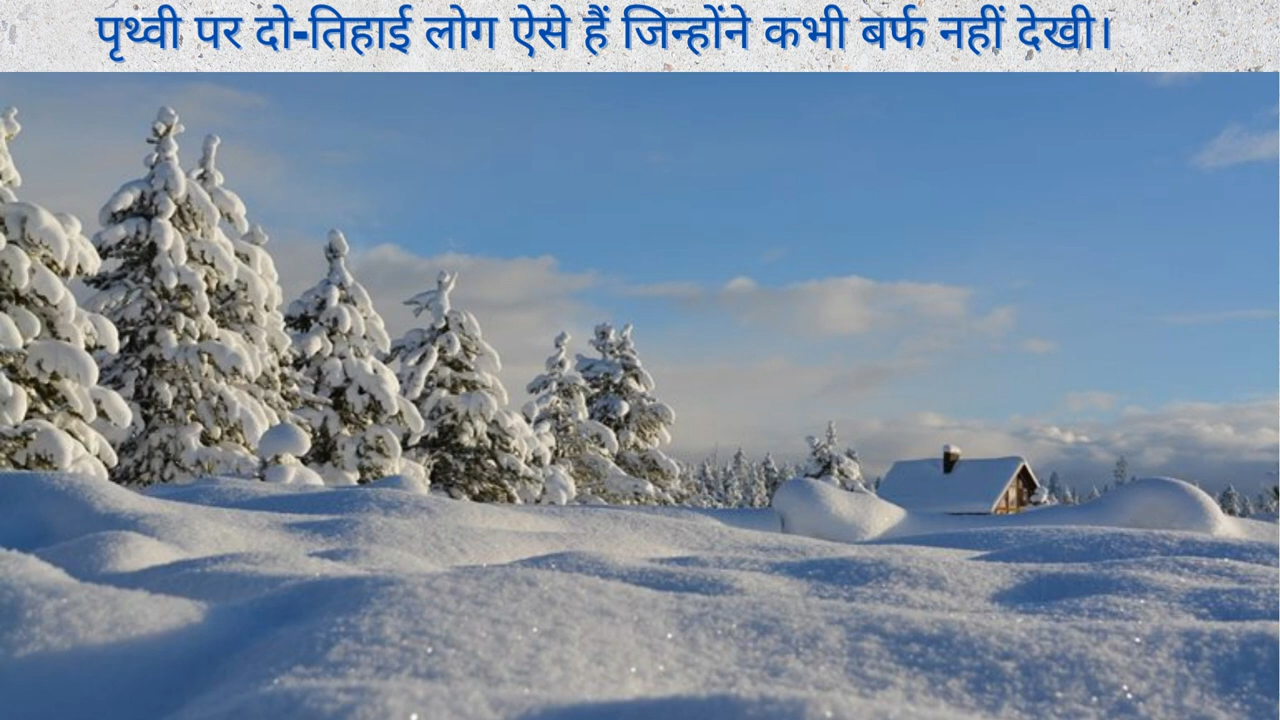 पृथ्वी पर दो-तिहाई लोग ऐसे हैं जिन्होंने कभी बर्फ नहीं देखी।